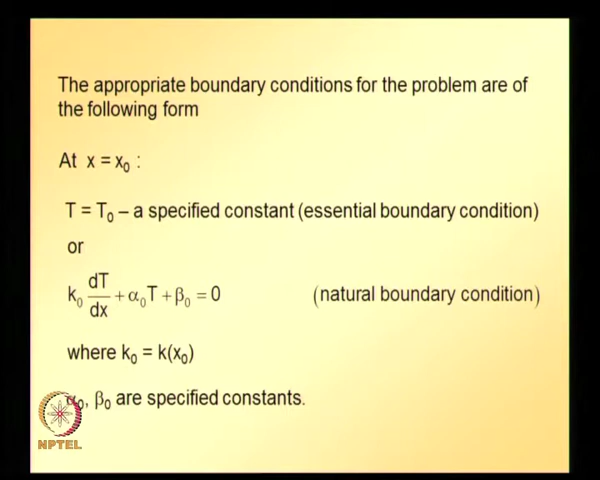 The appropriate boundary conditions for the problem are of
the following form
At x = x₀ :
T = T₀ – a specified constant (essential boundary condition)
or
k₀ dT/dx + α₀T + β₀ = 0 (natural boundary condition)
where k₀ = k(x₀)
α₀, β₀ are specified constants.
NPTEL